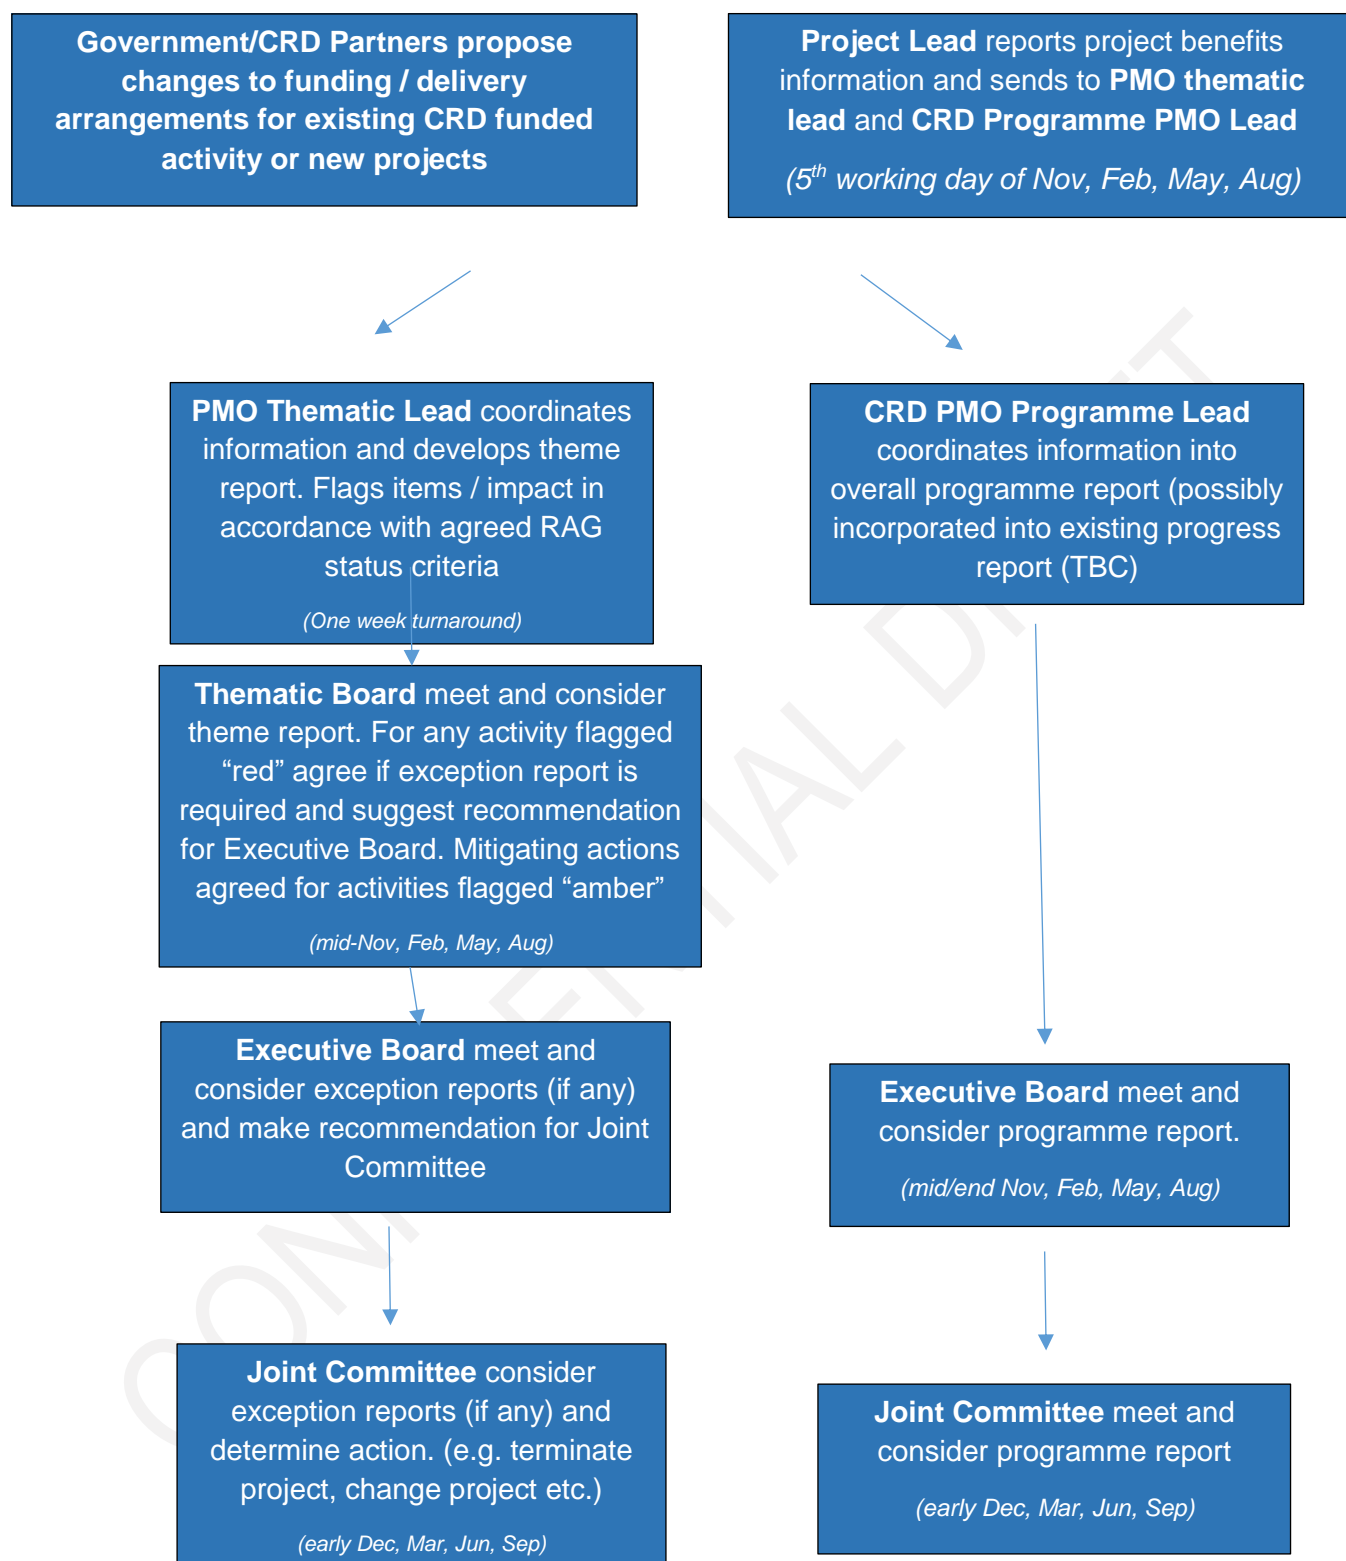 Government/CRD Partners propose
changes to funding / delivery
arrangements for existing CRD funded
activity or new projects
Project Lead reports project benefits
information and sends to PMO thematic
lead and CRD Programme PMO Lead
(5th working day of Nov, Feb, May, Aug)
PMO Thematic Lead coordinates
information and develops theme
report. Flags items / impact in
accordance with agreed RAG
status criteria
(One week turnaround)
CRD PMO Programme Lead
coordinates information into
overall programme report (possibly
incorporated into existing progress
report (TBC)
Thematic Board meet and consider
theme report. For any activity flagged
“red” agree if exception report is
required and suggest recommendation
for Executive Board. Mitigating actions
agreed for activities flagged “amber”
(mid-Nov, Feb, May, Aug)
Executive Board meet and
consider exception reports (if any)
and make recommendation for Joint
Committee
Executive Board meet and
consider programme report.
(mid/end Nov, Feb, May, Aug)
Joint Committee consider
exception reports (if any) and
determine action. (e.g. terminate
project, change project etc.)
(early Dec, Mar, Jun, Sep)
Joint Committee meet and
consider programme report
(early Dec, Mar, Jun, Sep)
CONFIDENTIAL DRAFT